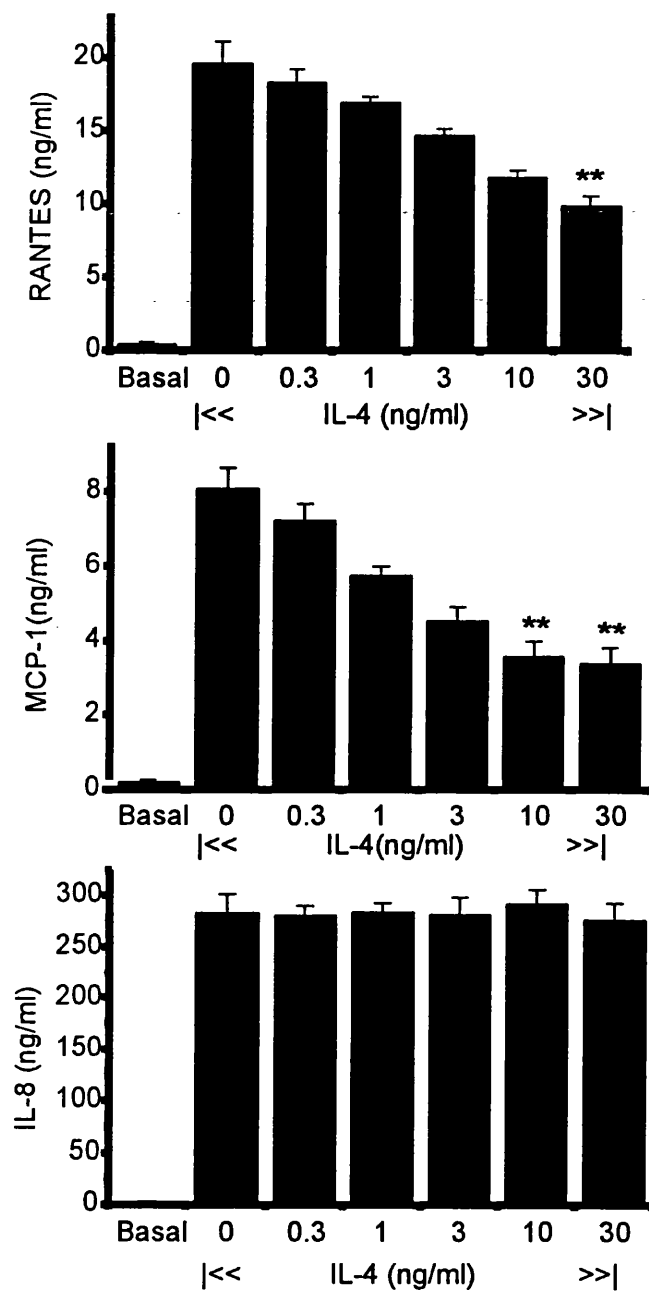 RANTES (ng/ml)
20
15
10
5
0
**
Basal 0 0.3 1 3 10 30
|<< IL-4 (ng/ml) >>|
MCP-1(ng/ml)
8
6
4
2
0
** **
Basal 0 0.3 1 3 10 30
|<< IL-4(ng/ml) >>|
IL-8 (ng/ml)
300
250
200
150
100
50
0
Basal 0 0.3 1 3 10 30
|<< IL-4 (ng/ml) >>|